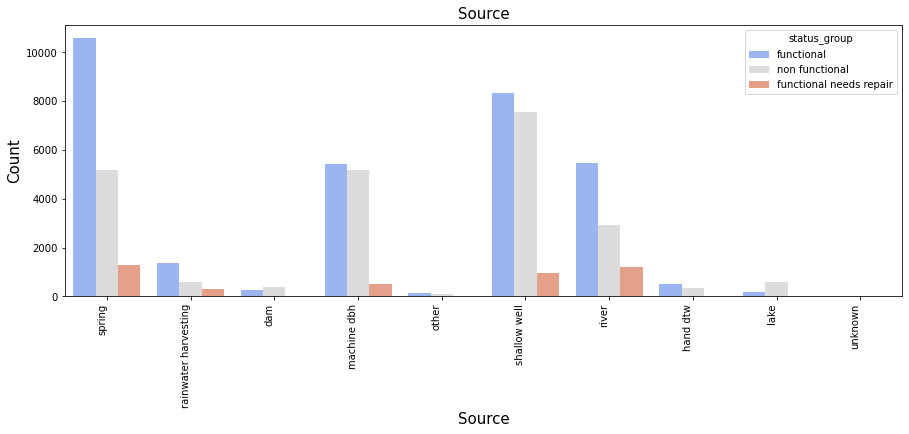 Source
status_group
functional
non functional
functional needs repair
Count
10000
8000
6000
4000
2000
0
spring
rainwater harvesting
dam
machine dbh
other
shallow well
river
hand dtw
lake
unknown
Source